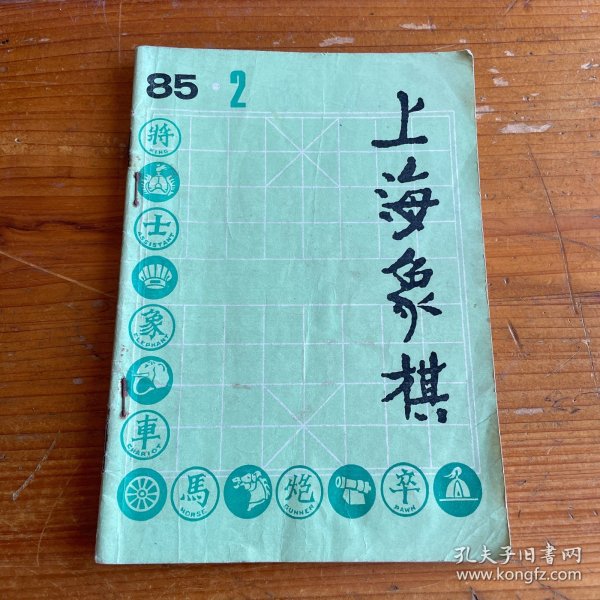 85·2
上海象棋
將
KING
士
ASSISTANT
象
ELEPHANT
車
CHARIOT
馬
HORSE
炮
GUNNER
卒
PAWN
孔夫子旧书网
www.kongfz.com